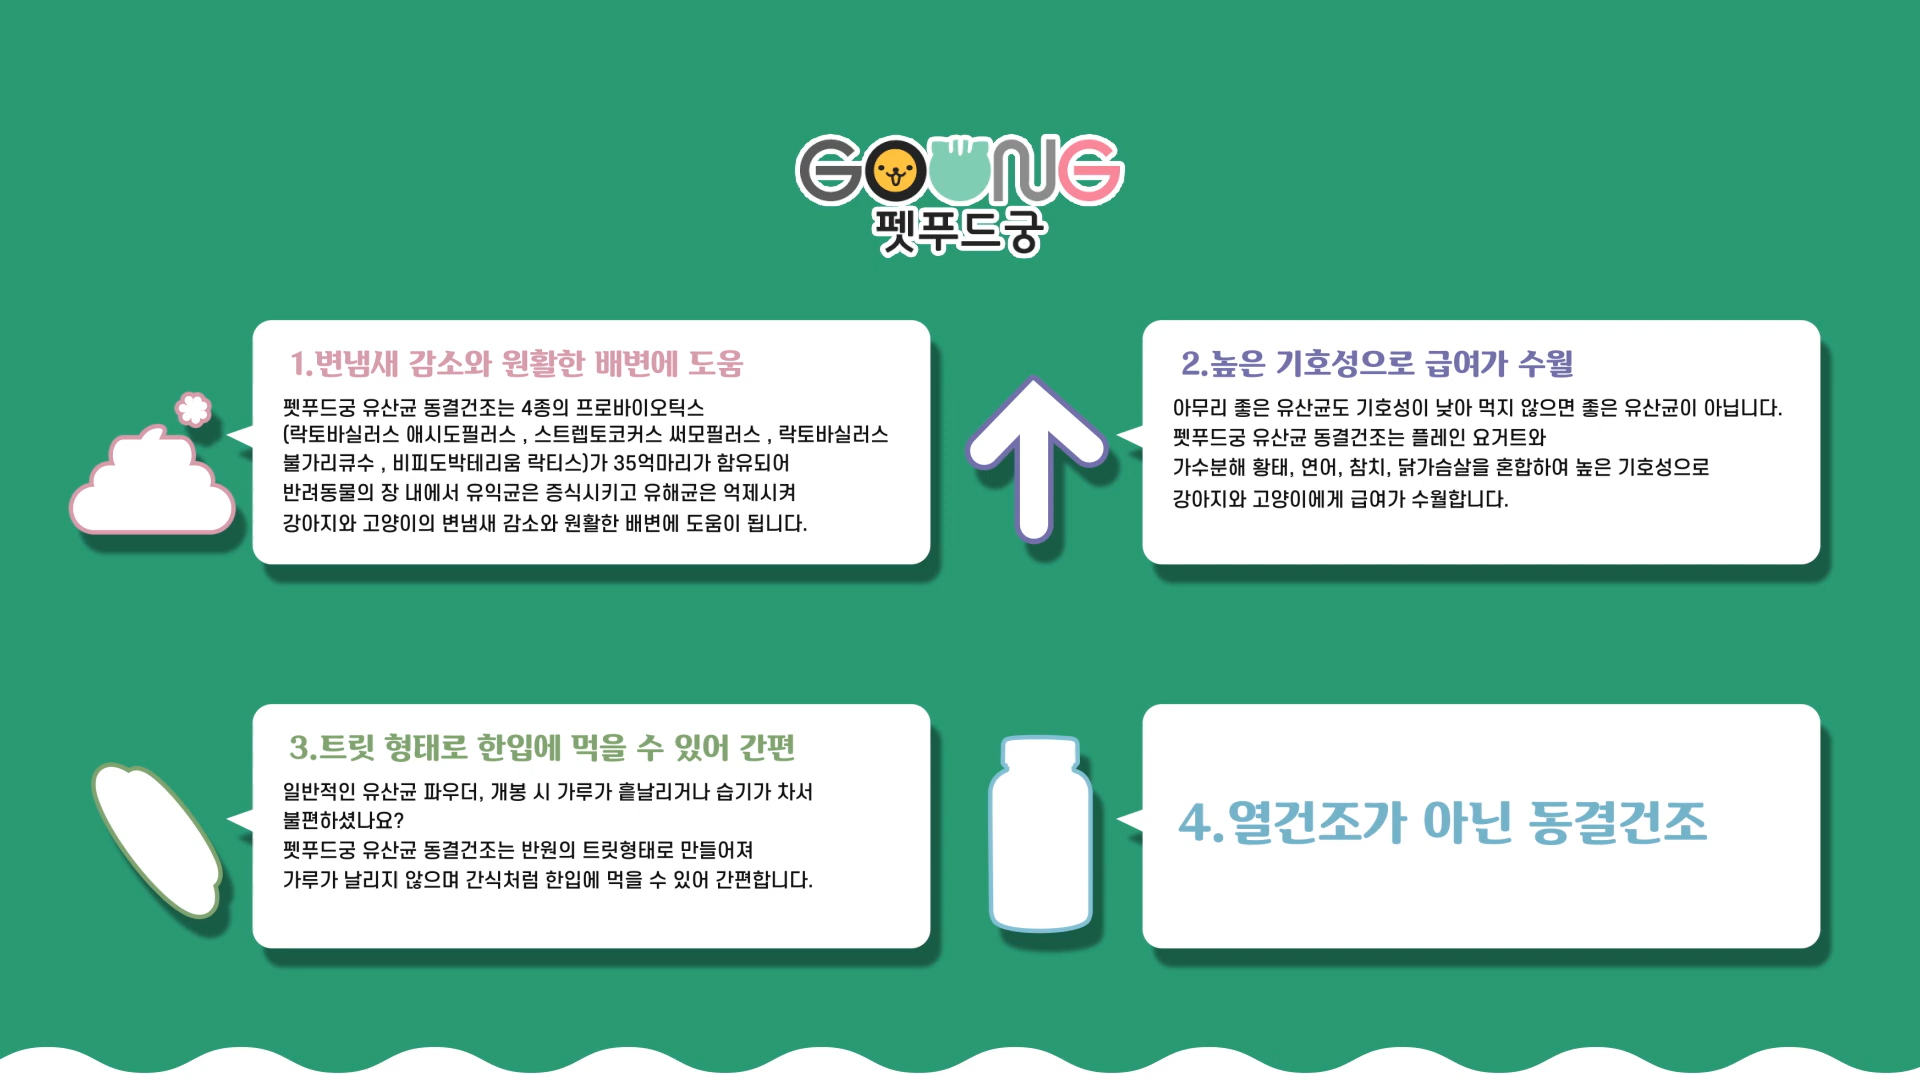 GOUNG
펫푸드궁
1.변냄새 감소와 원활한 배변에 도움
펫푸드궁 유산균 동결건조는 4종의 프로바이오틱스
(락토바실러스 애시도필러스 , 스트렙토코커스 써모필러스 , 락토바실러스
불가리큐수 , 비피도박테리움 락티스)가 35억마리가 함유되어
반려동물의 장 내에서 유익균은 증식시키고 유해균은 억제시켜
강아지와 고양이의 변냄새 감소와 원활한 배변에 도움이 됩니다.
2.높은 기호성으로 급여가 수월
아무리 좋은 유산균도 기호성이 낮아 먹지 않으면 좋은 유산균이 아닙니다.
펫푸드궁 유산균 동결건조는 플레인 요거트와
가수분해 황태, 연어, 참치, 닭가슴살을 혼합하여 높은 기호성으로
강아지와 고양이에게 급여가 수월합니다.
3.트릿 형태로 한입에 먹을 수 있어 간편
일반적인 유산균 파우더, 개봉 시 가루가 흩날리거나 습기가 차서
불편하셨나요?
펫푸드궁 유산균 동결건조는 반원의 트릿형태로 만들어져
가루가 날리지 않으며 간식처럼 한입에 먹을 수 있어 간편합니다.
4.열건조가 아닌 동결건조